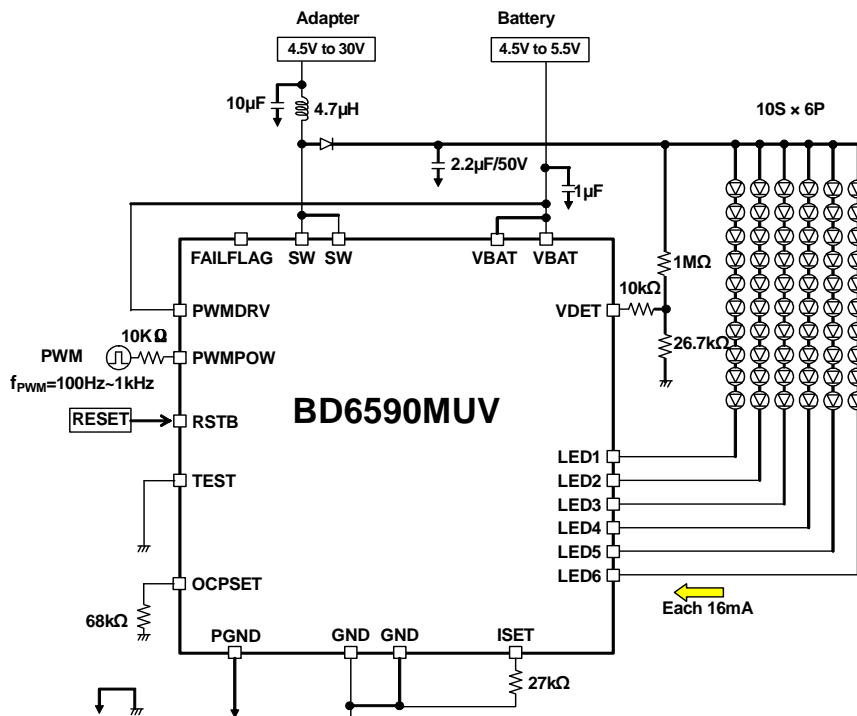 Adapter
Battery
4.5V to 30V
4.5V to 5.5V
10µF
4.7µH
10S × 6P
2.2µF/50V
1µF
FAILFLAG
SW
SW
VBAT
VBAT
1MΩ
10kΩ
PWMDRV
VDET
10KΩ
26.7kΩ
PWM
PWMPOW
fPWM=100Hz~1kHz
BD6590MUV
RESET
RSTB
LED1
TEST
LED2
LED3
LED4
LED5
LED6
OCPSET
Each 16mA
68kΩ
PGND
GND
GND
ISET
27kΩ